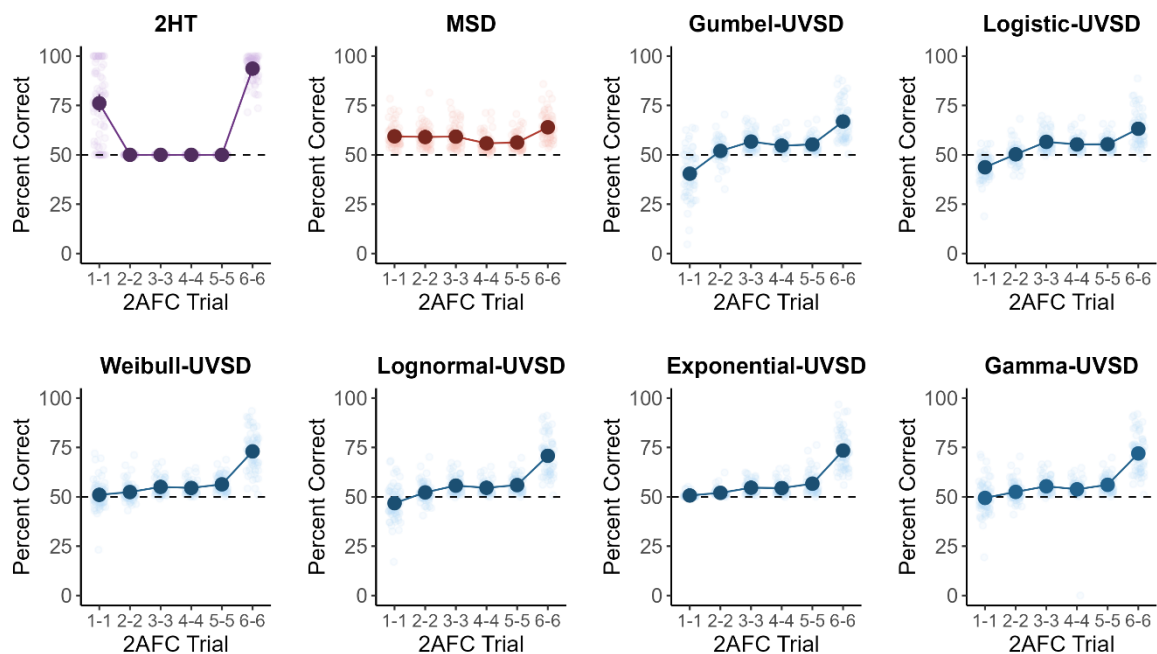 2HT
MSD
Gumbel-UVSD
Logistic-UVSD
Percent Correct
100
75
50
25
0
1-1 2-2 3-3 4-4 5-5 6-6
2AFC Trial
Percent Correct
100
75
50
25
0
1-1 2-2 3-3 4-4 5-5 6-6
2AFC Trial
Percent Correct
100
75
50
25
0
1-1 2-2 3-3 4-4 5-5 6-6
2AFC Trial
Percent Correct
100
75
50
25
0
1-1 2-2 3-3 4-4 5-5 6-6
2AFC Trial
Weibull-UVSD
Lognormal-UVSD
Exponential-UVSD
Gamma-UVSD
Percent Correct
100
75
50
25
0
1-1 2-2 3-3 4-4 5-5 6-6
2AFC Trial
Percent Correct
100
75
50
25
0
1-1 2-2 3-3 4-4 5-5 6-6
2AFC Trial
Percent Correct
100
75
50
25
0
1-1 2-2 3-3 4-4 5-5 6-6
2AFC Trial
Percent Correct
100
75
50
25
0
1-1 2-2 3-3 4-4 5-5 6-6
2AFC Trial